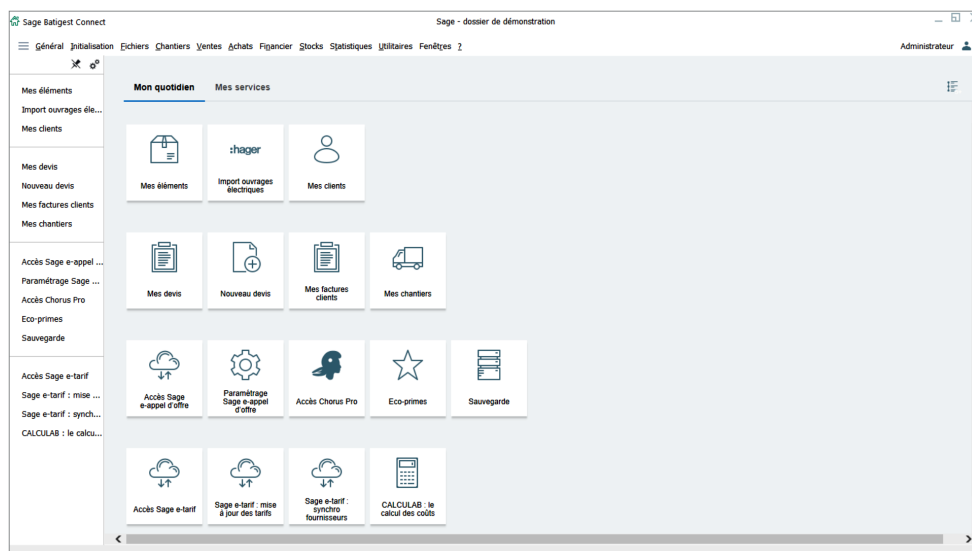 Sage Batigest Connect
Sage - dossier de démonstration
Général Initialisation Fichiers Chantiers Ventes Achats Financier Stocks Statistiques Utilitaires Fenêtres ?
Administrateur
Mes éléments
Import ouvrages éle...
Mes clients
Mes devis
Nouveau devis
Mes factures clients
Mes chantiers
Accès Sage e-appel ...
Paramétrage Sage ...
Accès Chorus Pro
Eco-primes
Sauvegarde
Accès Sage e-tarif
Sage e-tarif : mise ...
Sage e-tarif : synch...
CALCULAB : le calcu...
Mon quotidien
Mes services
Mes éléments
:hager
Import ouvrages
électriques
Mes clients
Mes devis
Nouveau devis
Mes factures
clients
Mes chantiers
Accès Sage
e-appel d'offre
Paramétrage
Sage e-appel
d'offre
Accès Chorus Pro
Eco-primes
Sauvegarde
Accès Sage e-tarif
Sage e-tarif : mise
à jour des tarifs
Sage e-tarif :
synchro
fournisseurs
CALCULAB : le
calcul des coûts